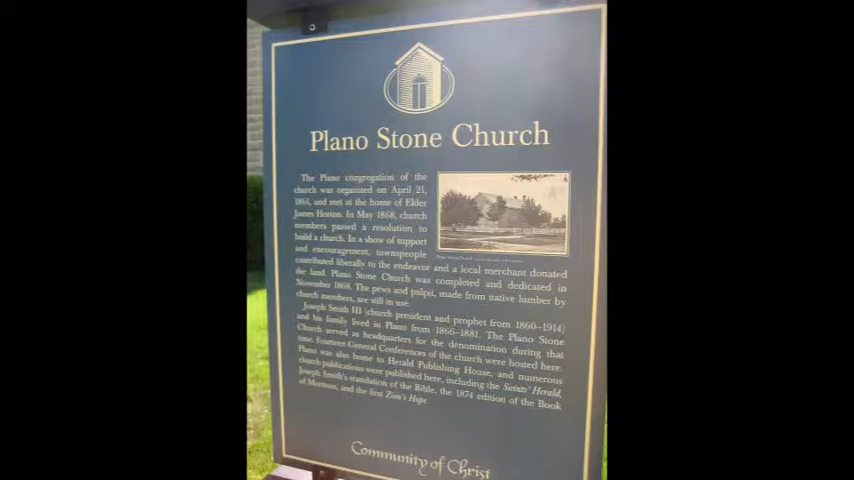 Plano Stone Church
The Plano congregation of the
church was organized on April 21,
1861, and met at the home of Elder
James Horton. In May 1868, church
members passed a resolution to
build a church. In a show of support
and encouragement, townspeople
contributed liberally to the endeavor and a local merchant donated
the land. Plano Stone Church was completed and dedicated in
November 1868. The pews and pulpit, made from native lumber by
church members, are still in use.
Joseph Smith III (church president and prophet from 1860–1914)
and his family lived in Plano from 1866–1881. The Plano Stone
Church served as headquarters for the denomination during that
time. Fourteen General Conferences of the church were hosted here.
Plano was also home to Herald Publishing House, and numerous
church publications were published here, including the Saints' Herald,
Joseph Smith's translation of the Bible, the 1874 edition of the Book
of Mormon, and the first Zion's Hope
Community of Christ